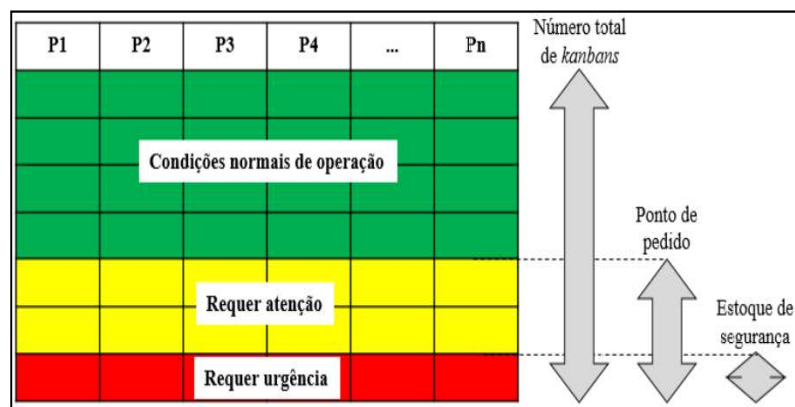 P1 P2 P3 P4 ... Pn
Número total
de kanbans
Condições normais de operação
Ponto de
pedido
Requer atenção
Estoque de
segurança
Requer urgência